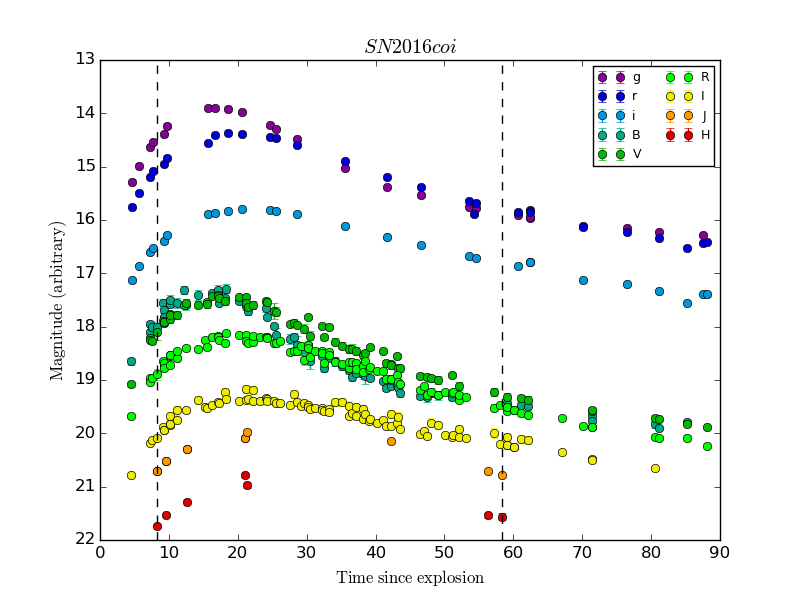 SN2016coi
13
14
15
16
17
18
19
20
21
22
Magnitude (arbitrary)
0 10 20 30 40 50 60 70 80 90
Time since explosion
g R
r I
i J
B H
V